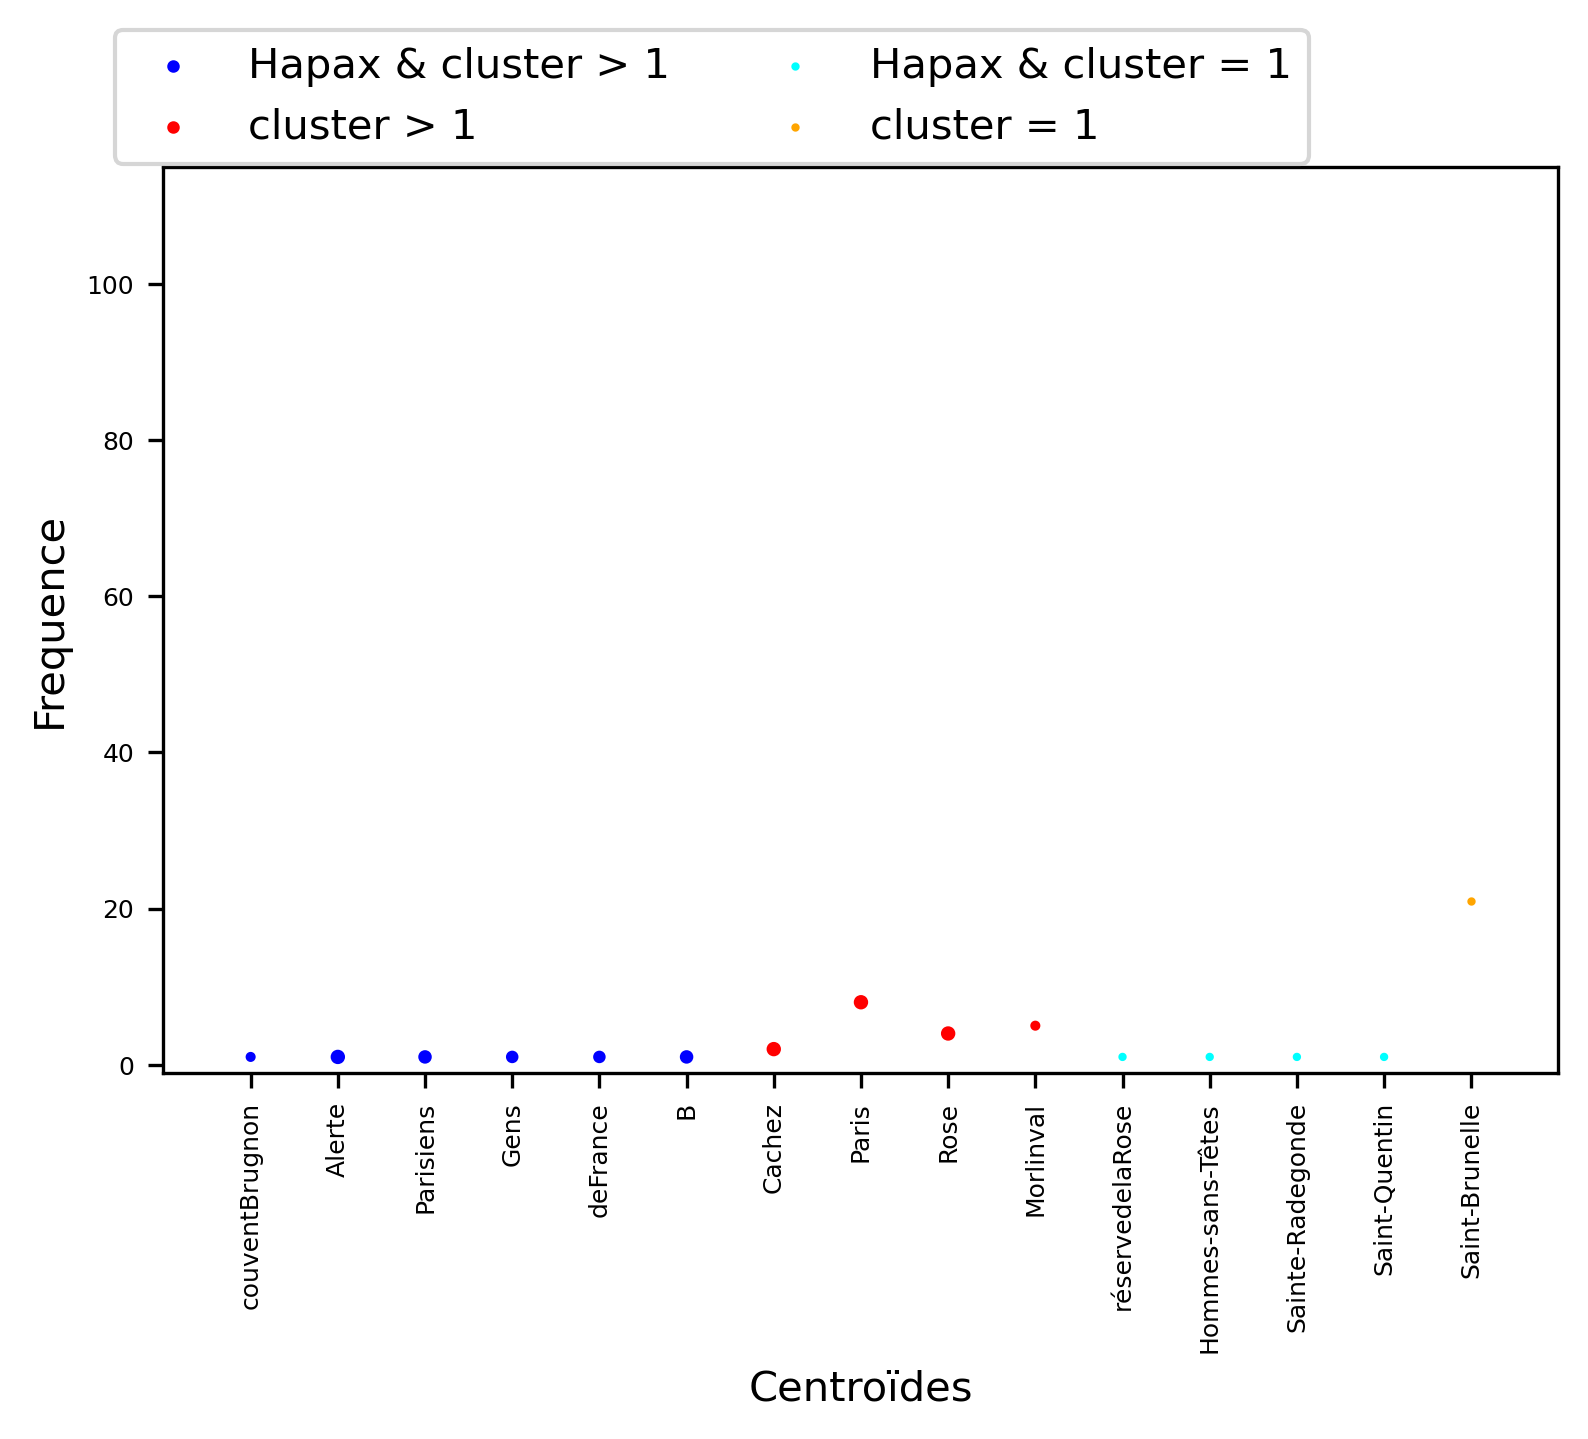 Hapax & cluster > 1
Hapax & cluster = 1
cluster > 1
cluster = 1
100
80
60
40
20
0
Frequence
couventBrugnon
Alerte
Parisiens
Gens
deFrance
B
Cachez
Paris
Rose
Morlinval
réservedelaRose
Hommes-sans-Têtes
Sainte-Radegonde
Saint-Quentin
Saint-Brunelle
Centroïdes